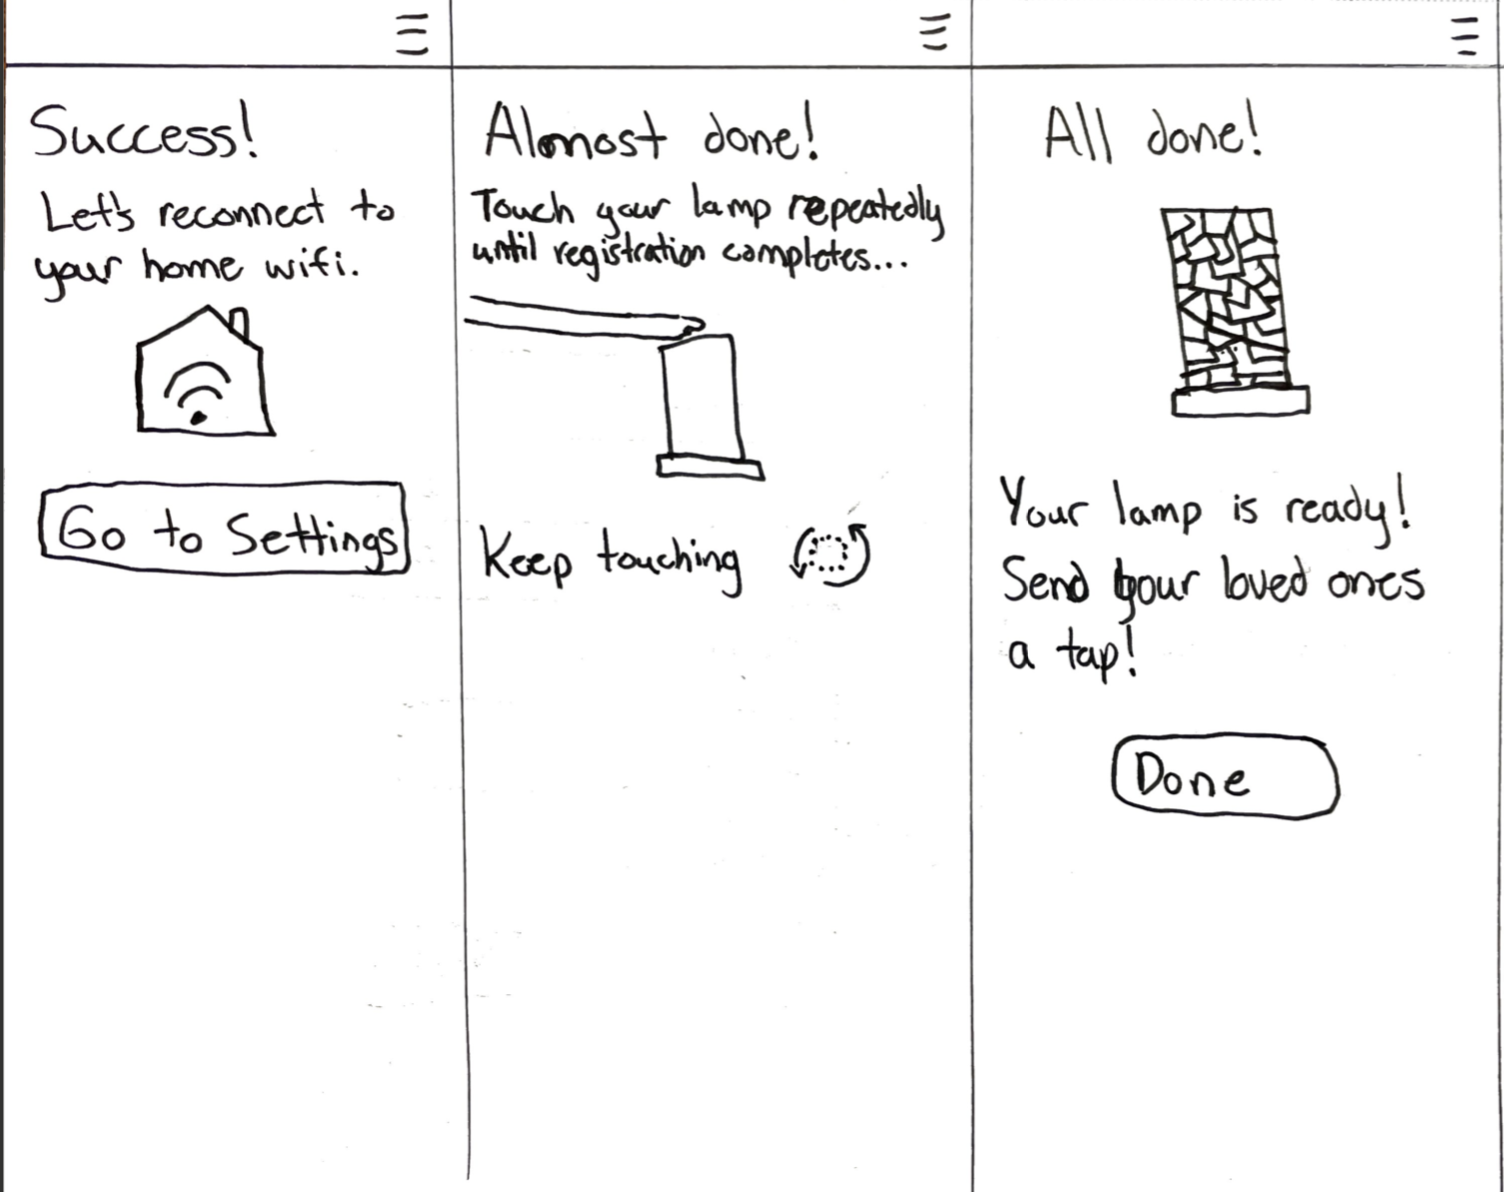 Success!
Let's reconnect to
your home wifi.
Go to Settings
Almost done!
Touch your lamp repeatedly
until registration completes...
Keep touching
All done!
Your lamp is ready!
Send your loved ones
a tap!
Done